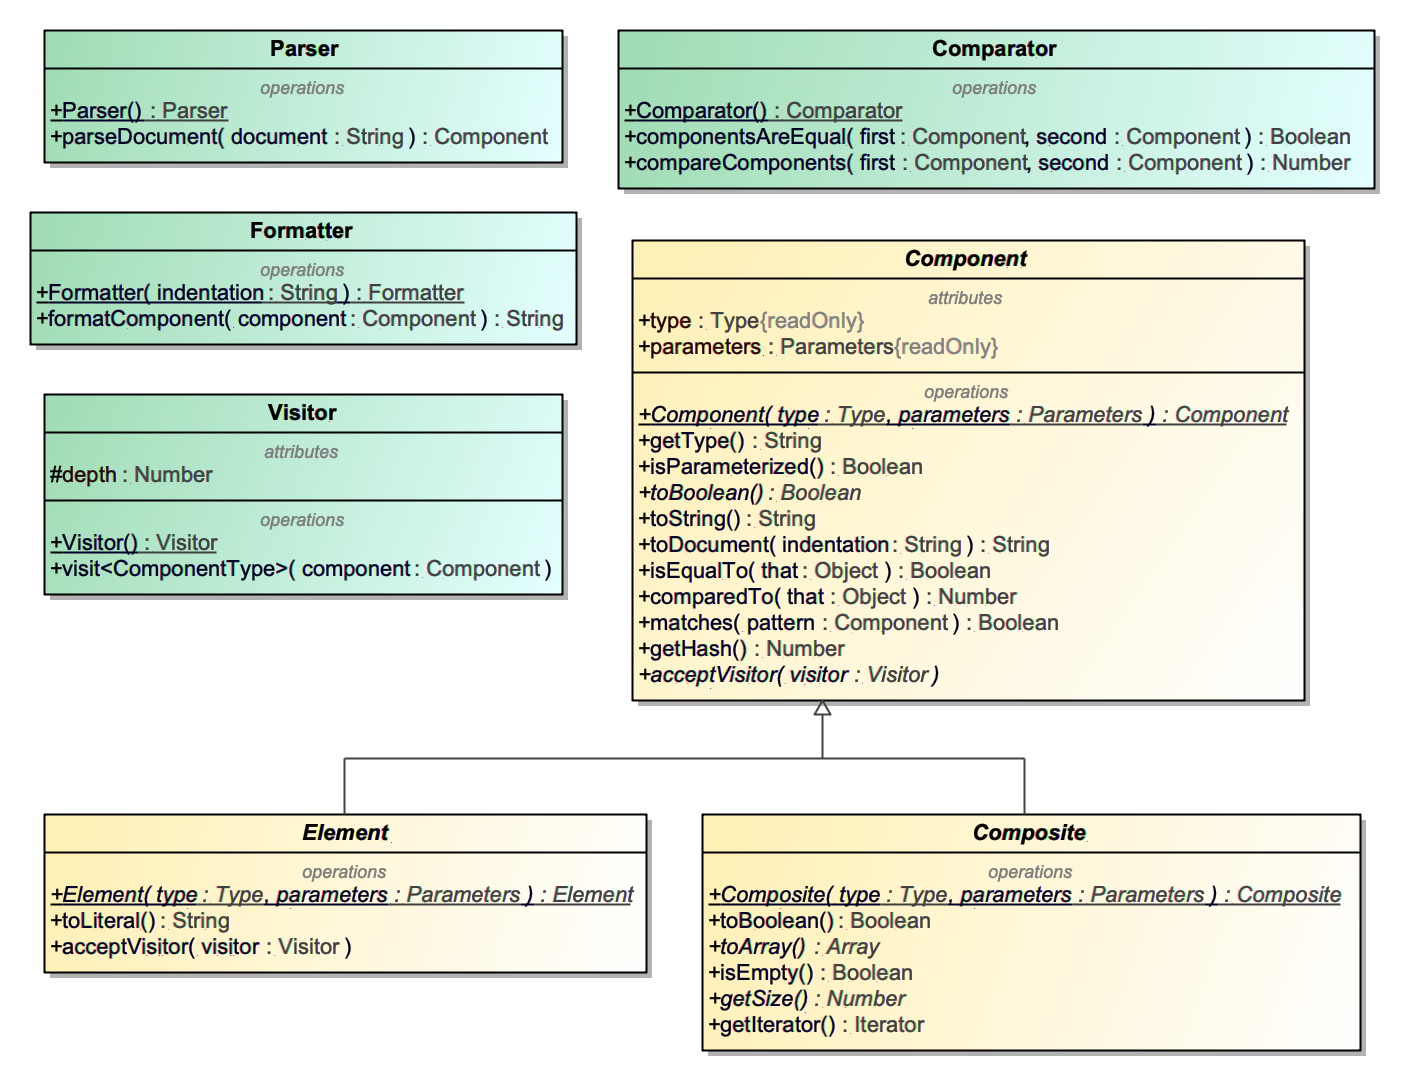 Parser
operations
+Parser() : Parser
+parseDocument( document : String ) : Component
Comparator
operations
+Comparator() : Comparator
+componentsAreEqual( first : Component, second : Component ) : Boolean
+compareComponents( first : Component, second : Component ) : Number
Formatter
operations
+Formatter( indentation : String ) : Formatter
+formatComponent( component : Component ) : String
Component
attributes
+type : Type{readOnly}
+parameters : Parameters{readOnly}
operations
+Component( type : Type, parameters : Parameters ) : Component
+getType() : String
+isParameterized() : Boolean
+toBoolean() : Boolean
+toString() : String
+toDocument( indentation : String ) : String
+isEqualTo( that : Object ) : Boolean
+comparedTo( that : Object ) : Number
+matches( pattern : Component ) : Boolean
+getHash() : Number
+acceptVisitor( visitor : Visitor )
Visitor
attributes
#depth : Number
operations
+Visitor() : Visitor
+visit<ComponentType>( component : Component )
Element
operations
+Element( type : Type, parameters : Parameters ) : Element
+toLiteral() : String
+acceptVisitor( visitor : Visitor )
Composite
operations
+Composite( type : Type, parameters : Parameters ) : Composite
+toBoolean() : Boolean
+toArray() : Array
+isEmpty() : Boolean
+getSize() : Number
+getIterator() : Iterator